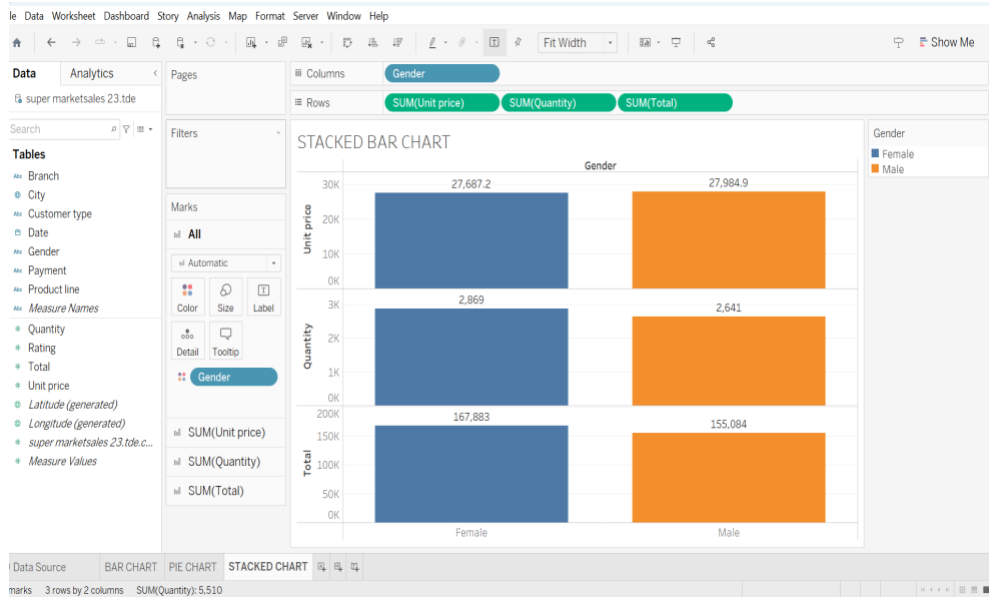 le Data Worksheet Dashboard Story Analysis Map Format Server Window Help
Fit Width
Show Me
Data Analytics
super marketsales 23.tde
Search
Tables
Abc Branch
City
Abc Customer type
Date
Abc Gender
Abc Payment
Abc Product line
Abc Measure Names
# Quantity
# Rating
# Total
# Unit price
Latitude (generated)
Longitude (generated)
# super marketsales 23.tde.c...
# Measure Values
Pages
Filters
Marks
All
Automatic
Color Size Label
Detail Tooltip
Gender
SUM(Unit price)
SUM(Quantity)
SUM(Total)
Columns Gender
Rows SUM(Unit price) SUM(Quantity) SUM(Total)
STACKED BAR CHART
Gender
Unit price
30K
20K
10K
0K
27,687.2 27,984.9
Quantity
3K
2K
1K
0K
2,869 2,641
Total
200K
150K
100K
50K
0K
167,883 155,084
Female Male
Gender
Female
Male
Data Source BAR CHART PIE CHART STACKED CHART
marks 3 rows by 2 columns SUM(Quantity): 5,510